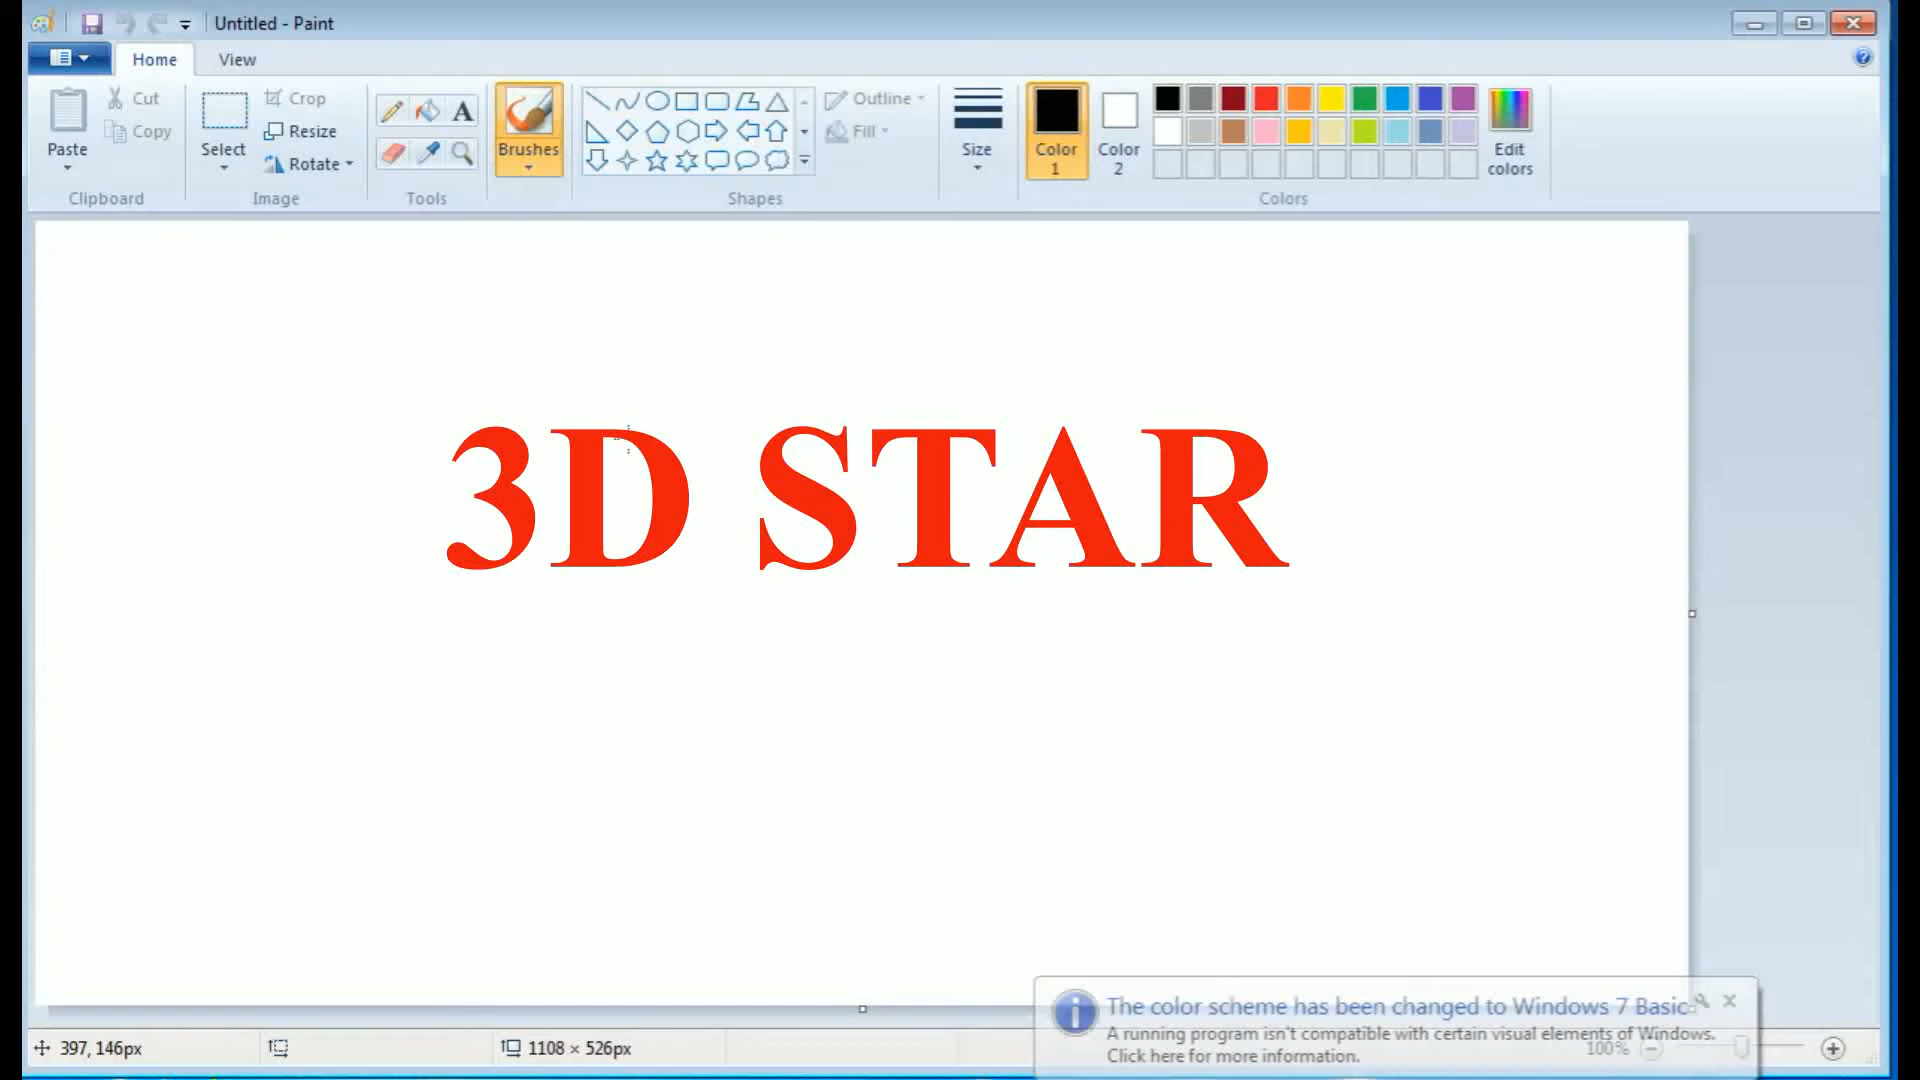 Untitled - Paint
Home View
Paste
Cut
Copy
Clipboard
Select
Crop
Resize
Rotate
Image
A
Tools
Brushes
Shapes
Outline
Fill
Size
Color 1
Color 2
Edit colors
Colors
3D STAR
The color scheme has been changed to Windows 7 Basic
A running program isn't compatible with certain visual elements of Windows.
Click here for more information.
397, 146px
1108 × 526px
100%